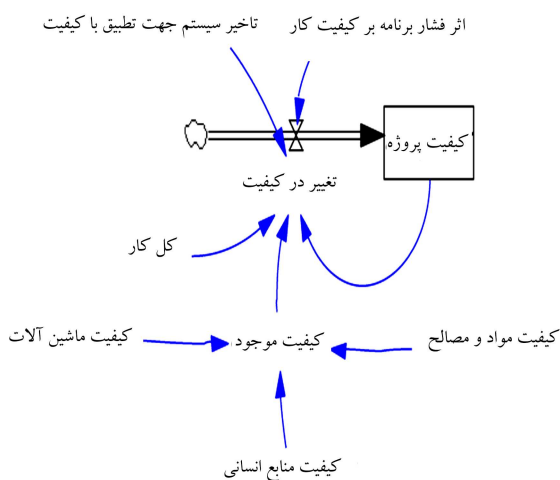 اثر فشار برنامه بر کیفیت کار
تاخیر سیستم جهت تطبیق با کیفیت
کیفیت پروژه
تغییر در کیفیت
کل کار
کیفیت مواد و مصالح
کیفیت موجود
کیفیت ماشین آلات
کیفیت منابع انسانی